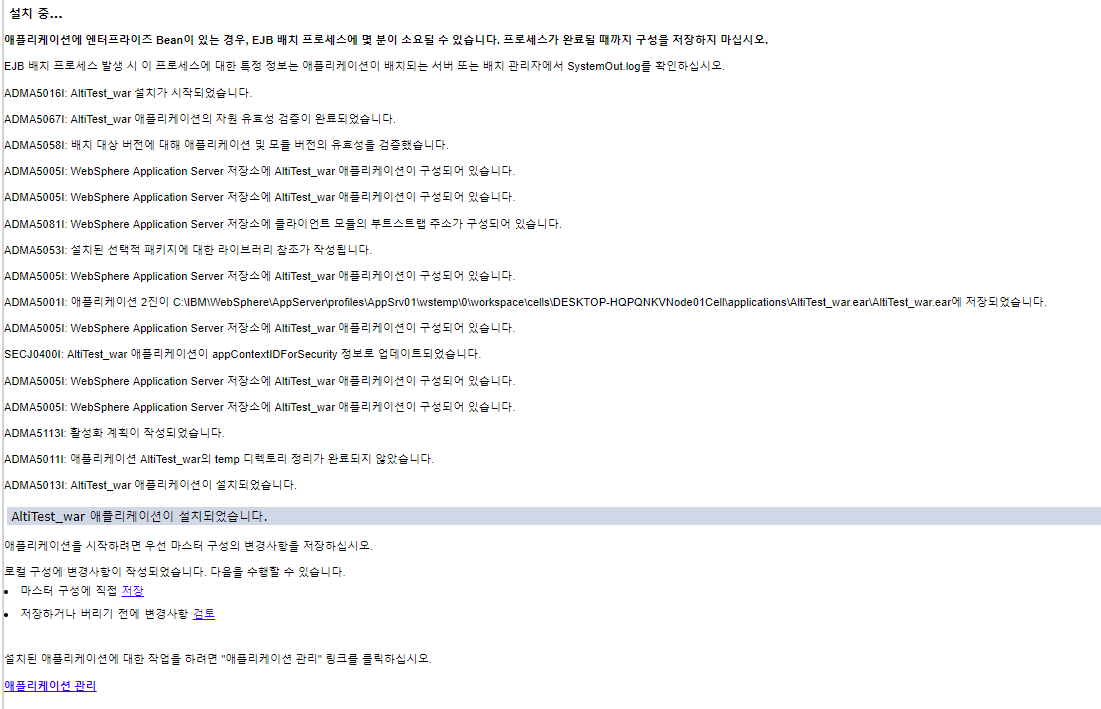 설치 중...
애플리케이션에 엔터프라이즈 Bean이 있는 경우, EJB 배치 프로세스에 몇 분이 소요될 수 있습니다. 프로세스가 완료될 때까지 구성을 저장하지 마십시오.
EJB 배치 프로세스 발생 시 이 프로세스에 대한 특정 정보는 애플리케이션이 배치되는 서버 또는 배치 관리자에서 SystemOut.log를 확인하십시오.
ADMA5016I: AltiTest_war 설치가 시작되었습니다.
ADMA5067I: AltiTest_war 애플리케이션의 자원 유효성 검증이 완료되었습니다.
ADMA5058I: 배치 대상 버전에 대해 애플리케이션 및 모듈 버전의 유효성을 검증했습니다.
ADMA5005I: WebSphere Application Server 저장소에 AltiTest_war 애플리케이션이 구성되어 있습니다.
ADMA5005I: WebSphere Application Server 저장소에 AltiTest_war 애플리케이션이 구성되어 있습니다.
ADMA5081I: WebSphere Application Server 저장소에 클라이언트 모듈의 부트스트랩 주소가 구성되어 있습니다.
ADMA5053I: 설치된 선택적 패키지에 대한 라이브러리 참조가 작성됩니다.
ADMA5005I: WebSphere Application Server 저장소에 AltiTest_war 애플리케이션이 구성되어 있습니다.
ADMA5001I: 애플리케이션 2진이 C:\IBM\WebSphere\AppServer\profiles\AppSrv01\wstemp\0\workspace\cells\DESKTOP-HQPQNKVNode01Cell\applications\AltiTest_war.ear\AltiTest_war.ear에 저장되었습니다.
ADMA5005I: WebSphere Application Server 저장소에 AltiTest_war 애플리케이션이 구성되어 있습니다.
SECJ0400I: AltiTest_war 애플리케이션이 appContextIDForSecurity 정보로 업데이트되었습니다.
ADMA5005I: WebSphere Application Server 저장소에 AltiTest_war 애플리케이션이 구성되어 있습니다.
ADMA5005I: WebSphere Application Server 저장소에 AltiTest_war 애플리케이션이 구성되어 있습니다.
ADMA5113I: 활성화 계획이 작성되었습니다.
ADMA5011I: 애플리케이션 AltiTest_war의 temp 디렉토리 정리가 완료되지 않았습니다.
ADMA5013I: AltiTest_war 애플리케이션이 설치되었습니다.
AltiTest_war 애플리케이션이 설치되었습니다.
애플리케이션을 시작하려면 우선 마스터 구성의 변경사항을 저장하십시오.
로컬 구성에 변경사항이 작성되었습니다. 다음을 수행할 수 있습니다.
• 마스터 구성에 직접 저장
• 저장하거나 버리기 전에 변경사항 검토
설치된 애플리케이션에 대한 작업을 하려면 "애플리케이션 관리" 링크를 클릭하십시오.
애플리케이션 관리